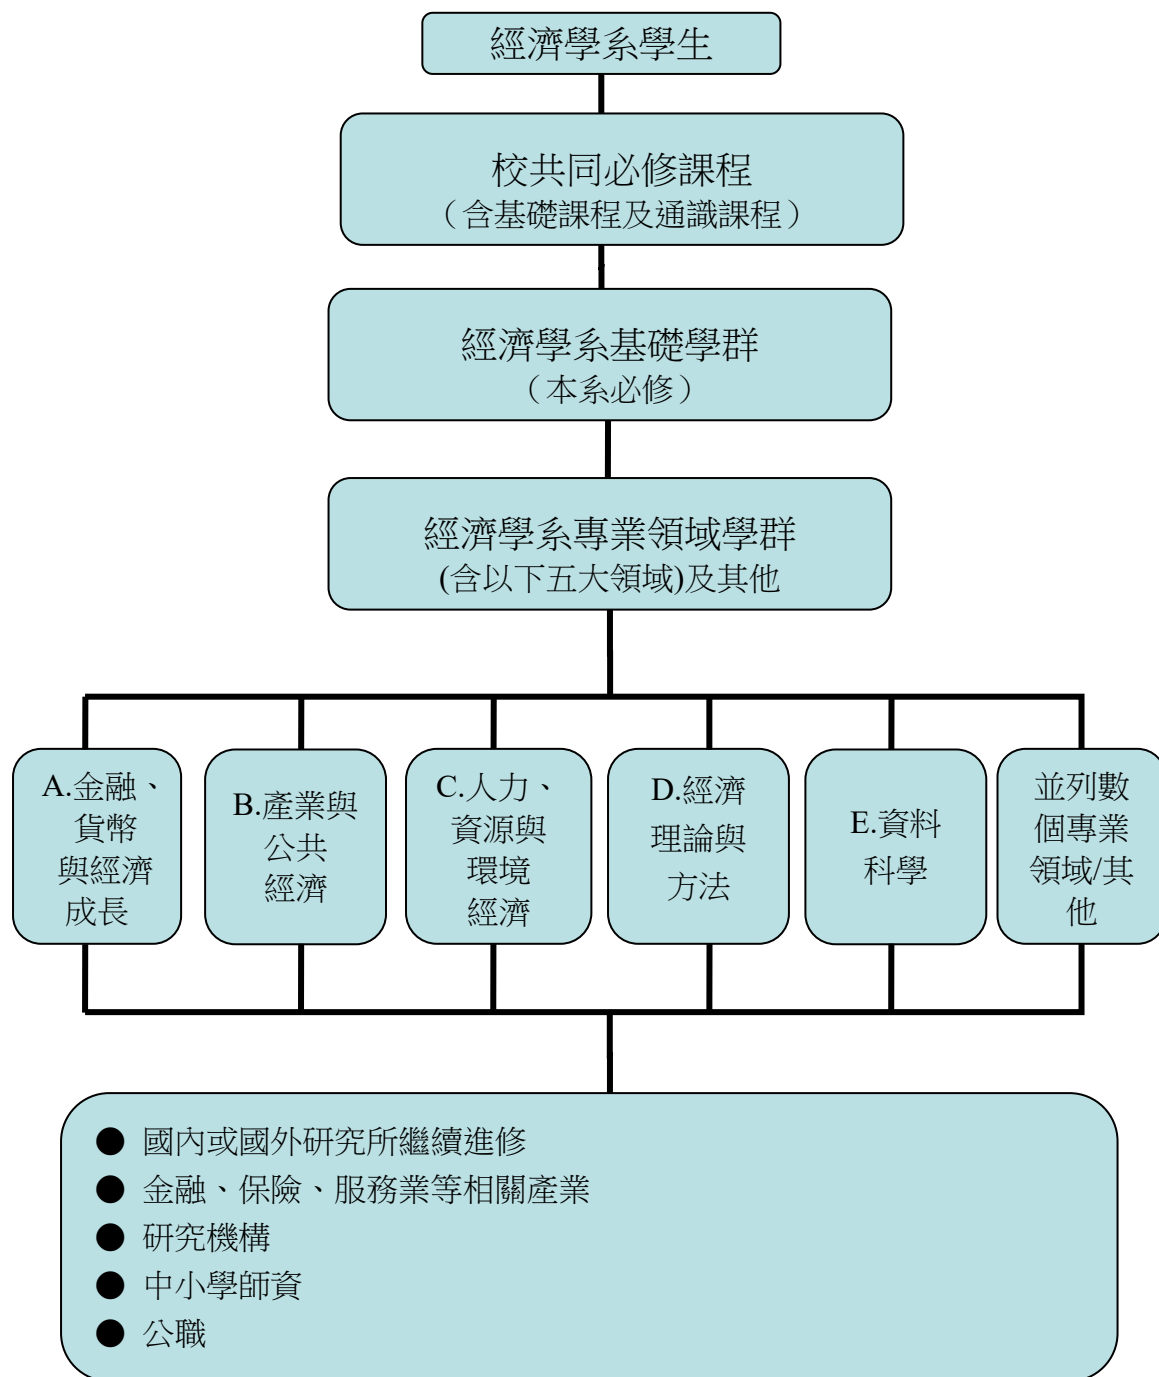 經濟學系學生
校共同必修課程
（含基礎課程及通識課程）
經濟學系基礎學群
（本系必修）
經濟學系專業領域學群
(含以下五大領域)及其他
A.金融、
貨幣
與經濟
成長
B.產業與
公共
經濟
C.人力、
資源與
環境
經濟
D.經濟
理論與
方法
E.資料
科學
並列數
個專業
領域/其
他
● 國內或國外研究所繼續進修
● 金融、保險、服務業等相關產業
● 研究機構
● 中小學師資
● 公職